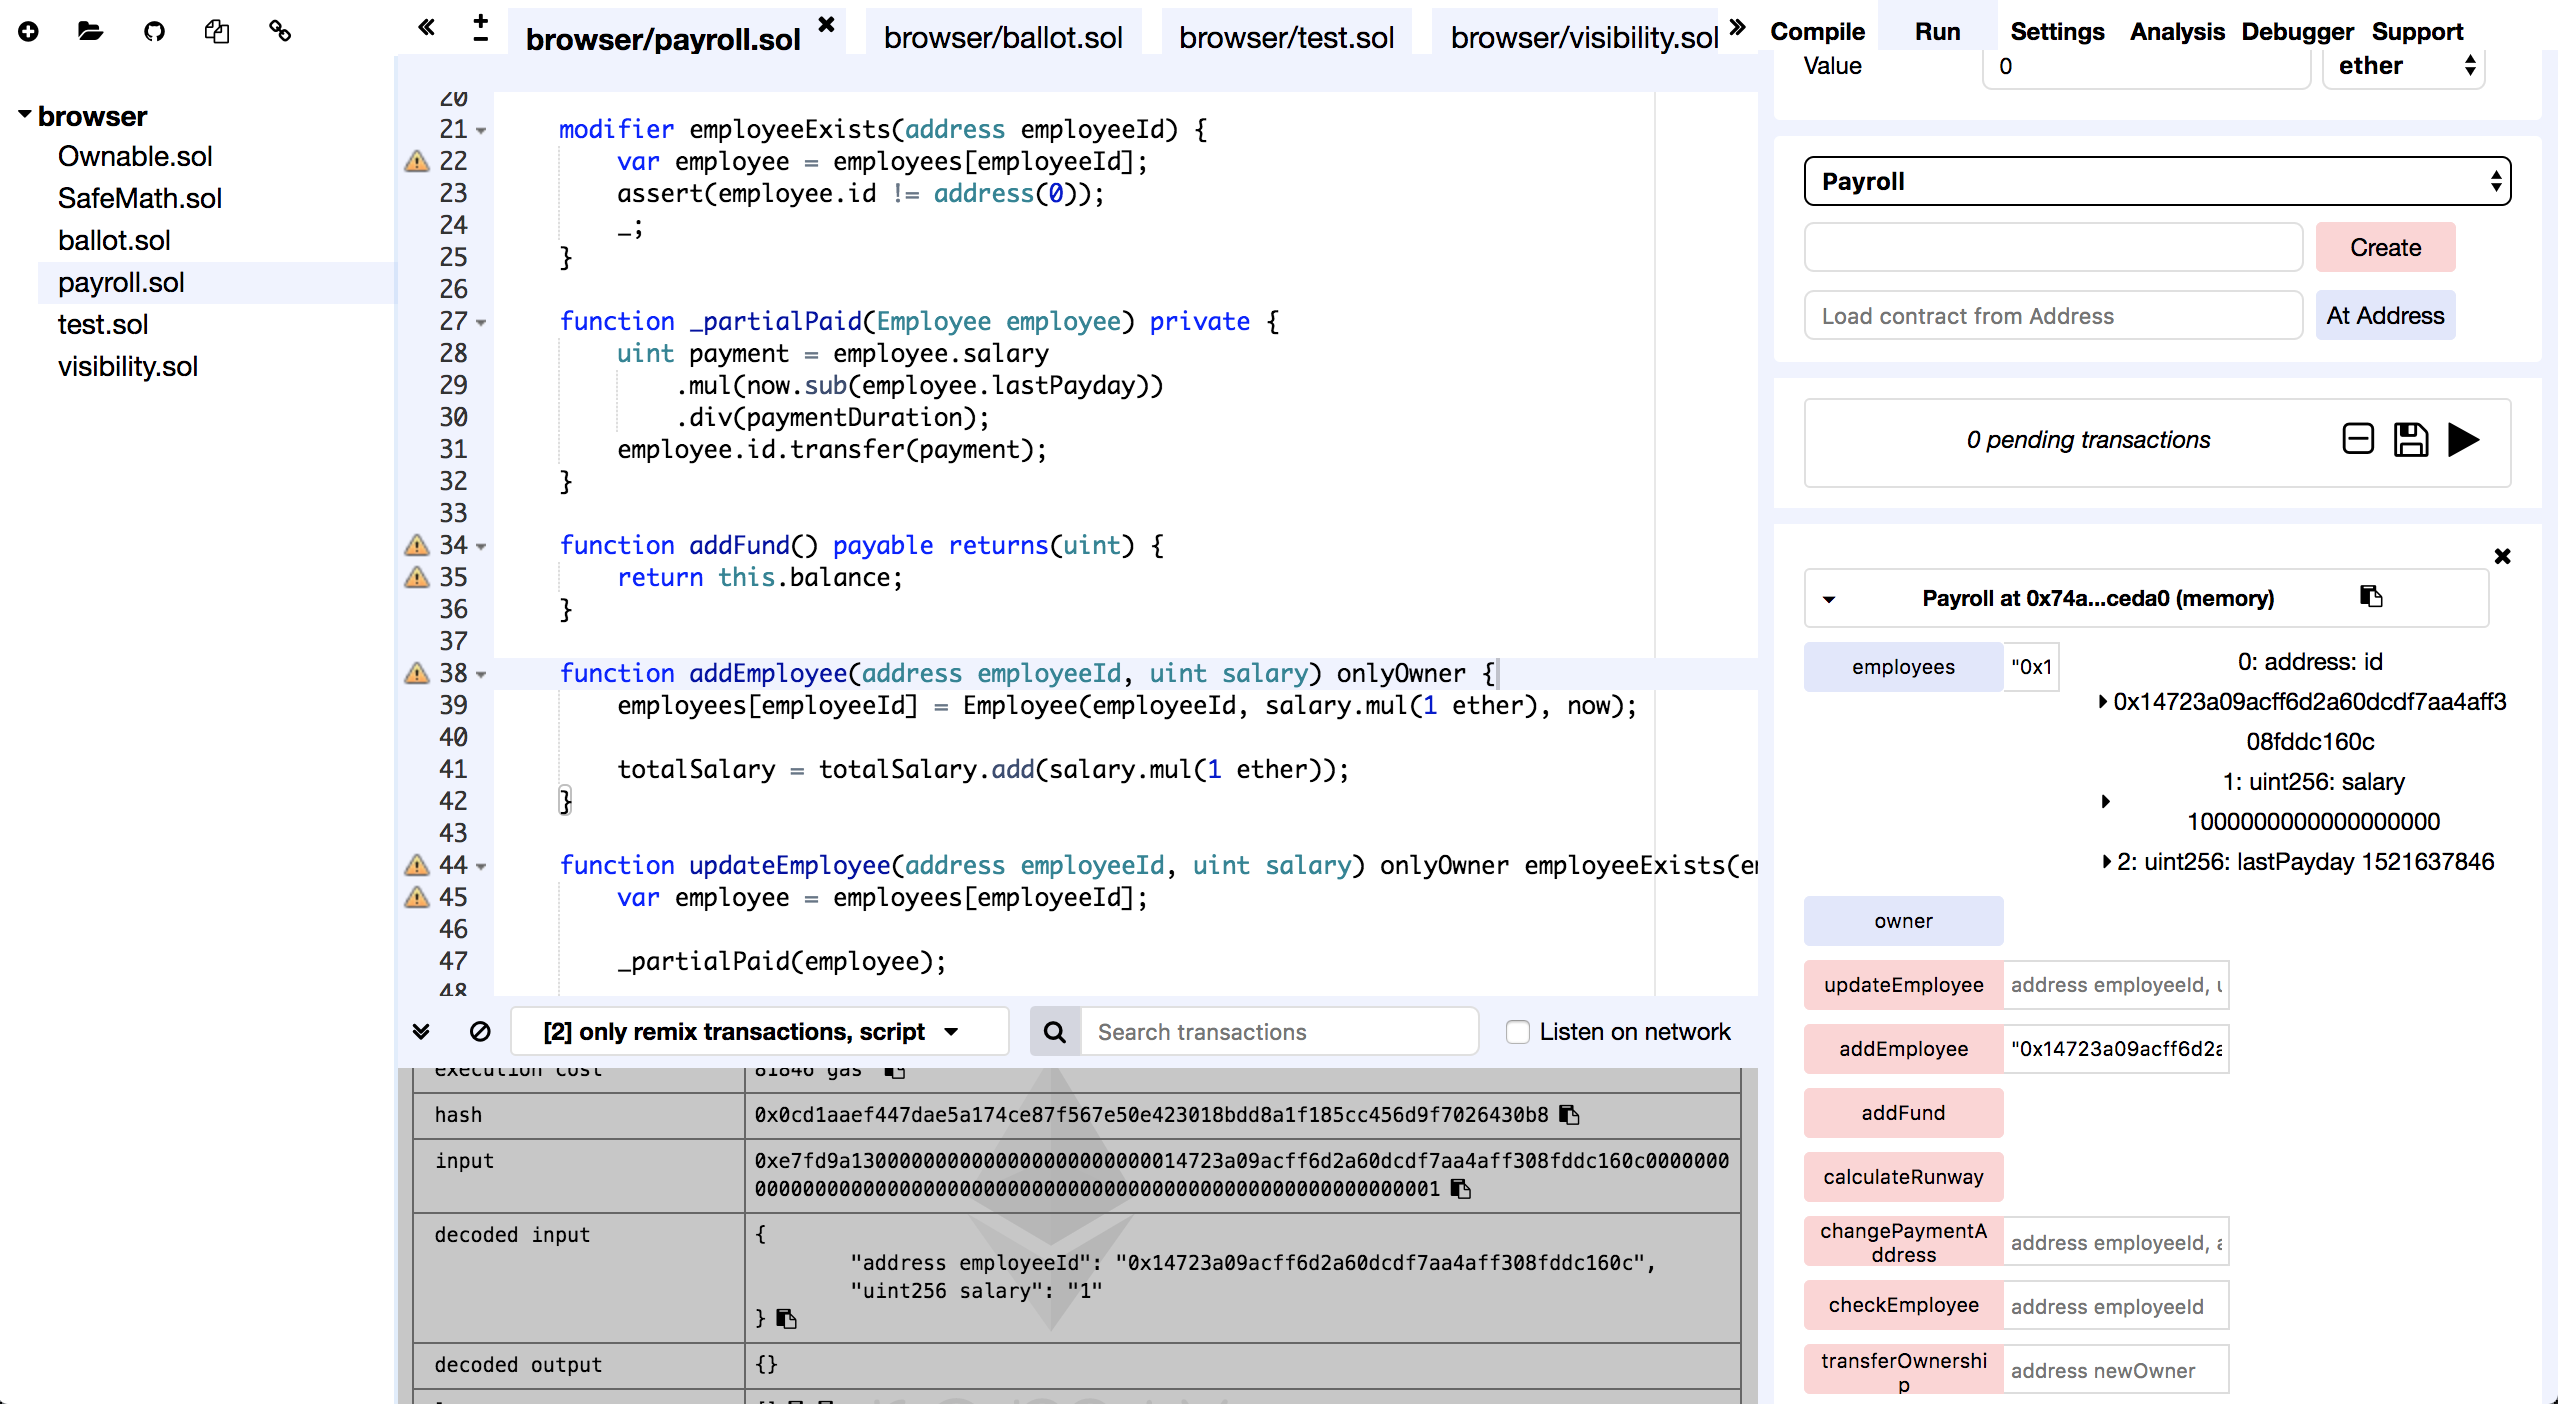 browser
Ownable.sol
SafeMath.sol
ballot.sol
payroll.sol
test.sol
visibility.sol
browser/payroll.sol
browser/ballot.sol
browser/test.sol
browser/visibility.sol
20
21 modifier employeeExists(address employeeId) {
22 var employee = employees[employeeId];
23 assert(employee.id != address(0));
24 _;
25 }
26
27 function _partialPaid(Employee employee) private {
28 uint payment = employee.salary
29 .mul(now.sub(employee.lastPayday))
30 .div(paymentDuration);
31 employee.id.transfer(payment);
32 }
33
34 function addFund() payable returns(uint) {
35 return this.balance;
36 }
37
38 function addEmployee(address employeeId, uint salary) onlyOwner {
39 employees[employeeId] = Employee(employeeId, salary.mul(1 ether), now);
40
41 totalSalary = totalSalary.add(salary.mul(1 ether));
42 }
43
44 function updateEmployee(address employeeId, uint salary) onlyOwner employeeExists(e
45 var employee = employees[employeeId];
46
47 _partialPaid(employee);
48
[2] only remix transactions, script
Search transactions
Listen on network
execution cost 81846 gas
hash 0x0cd1aaef447dae5a174ce87f567e50e423018bdd8a1f185cc456d9f7026430b8
input 0xe7fd9a1300000000000000000000000014723a09acff6d2a60dcdf7aa4aff308fddc160c0000000
000000000000000000000000000000000000000000000000000000001
decoded input {
"address employeeId": "0x14723a09acff6d2a60dcdf7aa4aff308fddc160c",
"uint256 salary": "1"
}
decoded output {}
Compile Run Settings Analysis Debugger Support
Value 0 ether
Payroll
Create
Load contract from Address At Address
0 pending transactions
Payroll at 0x74a...ceda0 (memory)
employees "0x1
0: address: id
0x14723a09acff6d2a60dcdf7aa4aff3
08fddc160c
1: uint256: salary
1000000000000000000
2: uint256: lastPayday 1521637846
owner
updateEmployee address employeeId, u
addEmployee "0x14723a09acff6d2a
addFund
calculateRunway
changePaymentA
ddress
address employeeId, a
checkEmployee address employeeId
transferOwnershi
p
address newOwner